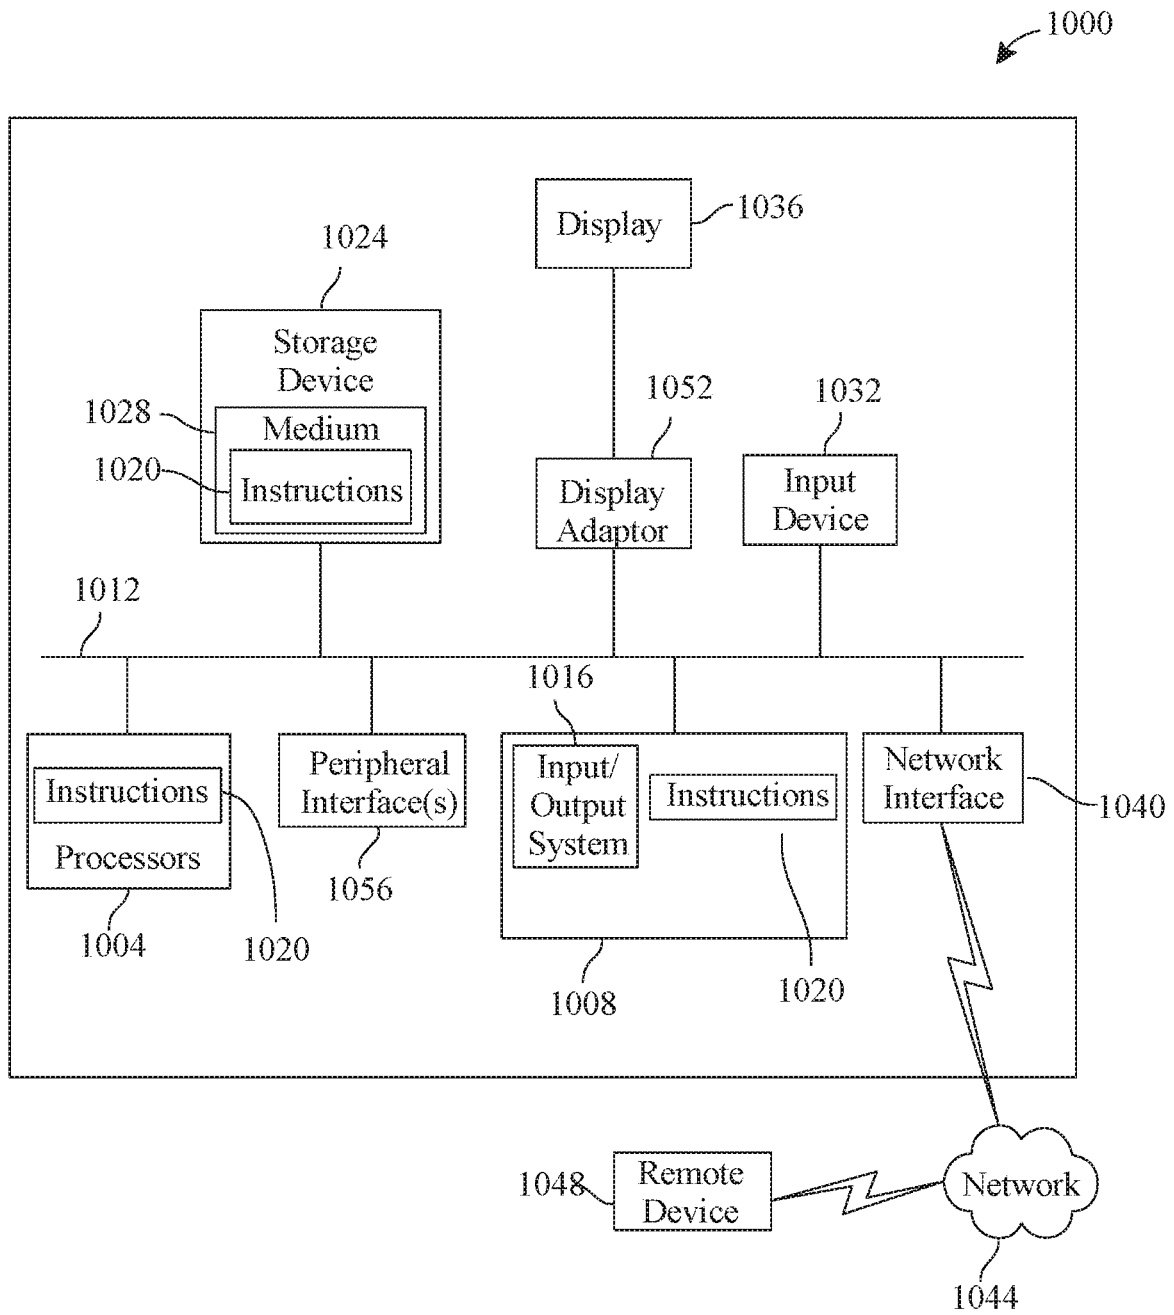 1000
Display
1036
1024
Storage
Device
1052
1032
1028
Medium
1020
Instructions
Display
Adaptor
Input
Device
1012
1016
Instructions
Processors
Peripheral
Interface(s)
Input/
Output
System
Instructions
Network
Interface
1040
1004
1020
1056
1008
1020
1048
Remote
Device
Network
1044